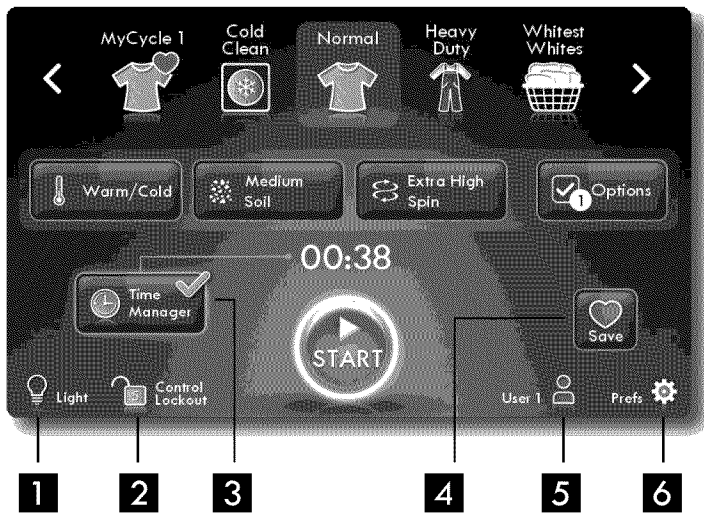 MyCycle 1
Cold
Clean
Normal
Heavy
Duty
Whitest
Whites
Warm/Cold
Medium
Soil
Extra High
Spin
1
Options
00:38
Time
Manager
START
Save
Light
Control
Lockout
User 1
Prefs
1
2
3
4
5
6